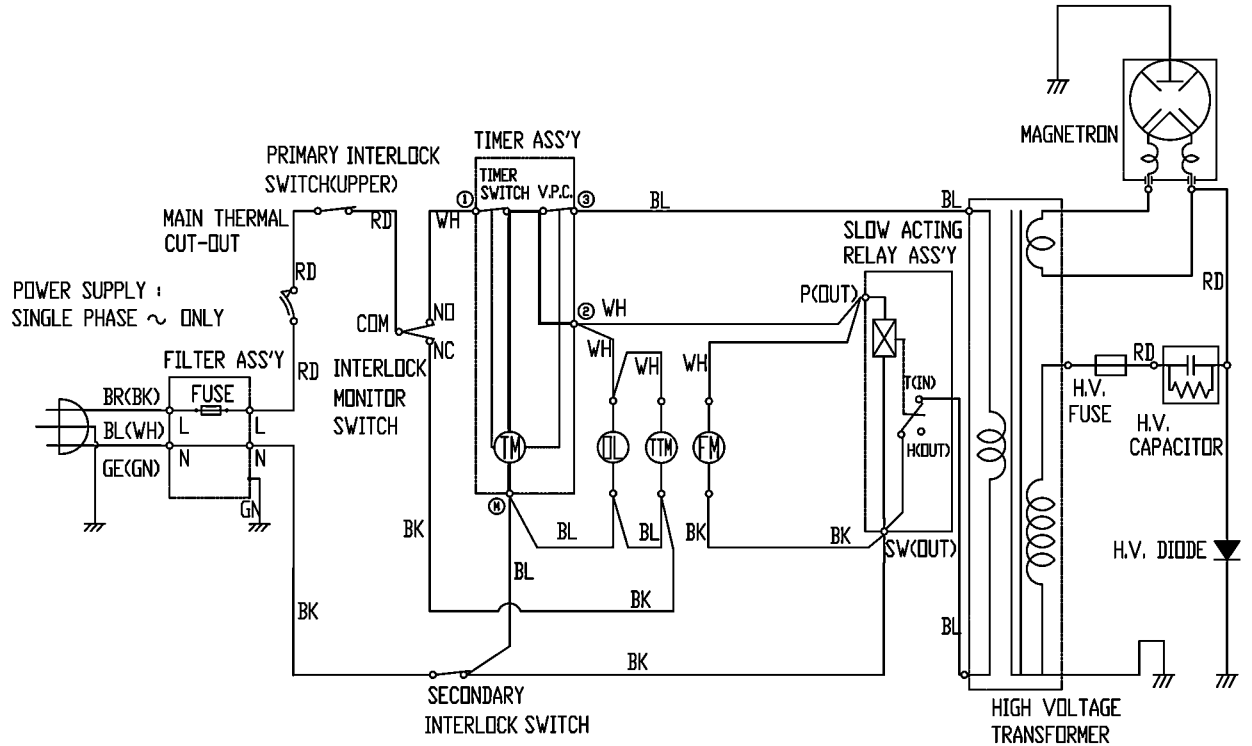 MAGNETRON
TIMER ASS'Y
PRIMARY INTERLOCK
SWITCH(UPPER)
TIMER
SWITCH V.P.C.
1
3
MAIN THERMAL
CUT-OUT
RD
WH
BL
BL
SLOW ACTING
RELAY ASS'Y
RD
RD
POWER SUPPLY :
SINGLE PHASE ~ ONLY
P(OUT)
2
WH
NO
COM
NC
WH
WH
WH
RD
FILTER ASS'Y
RD
INTERLOCK
MONITOR
SWITCH
H.V.
FUSE
H.V.
CAPACITOR
BR(BK)
FUSE
T(IN)
L
L
BL(WH)
TM
OL
TTM
FM
H(OUT)
N
N
GE(GN)
GN
M
BK
BL
BL
BK
BK
SW(OUT)
H.V. DIODE
BL
BK
BK
BL
BK
SECONDARY
INTERLOCK SWITCH
HIGH VOLTAGE
TRANSFORMER